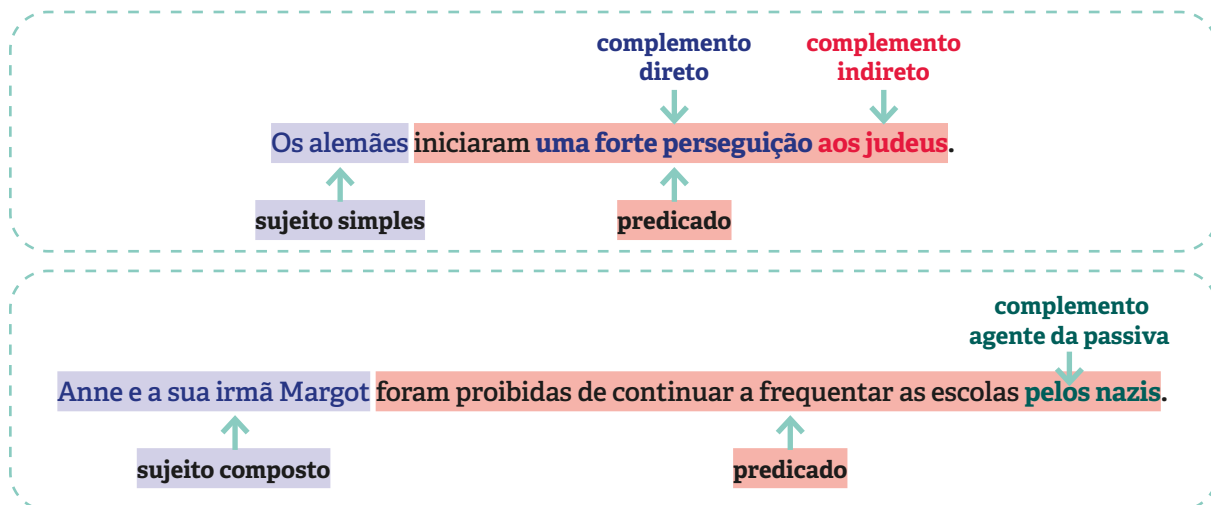 complemento
direto
complemento
indireto
Os alemães iniciaram uma forte perseguição aos judeus.
sujeito simples
predicado
complemento
agente da passiva
Anne e a sua irmã Margot foram proibidas de continuar a frequentar as escolas pelos nazis.
sujeito composto
predicado